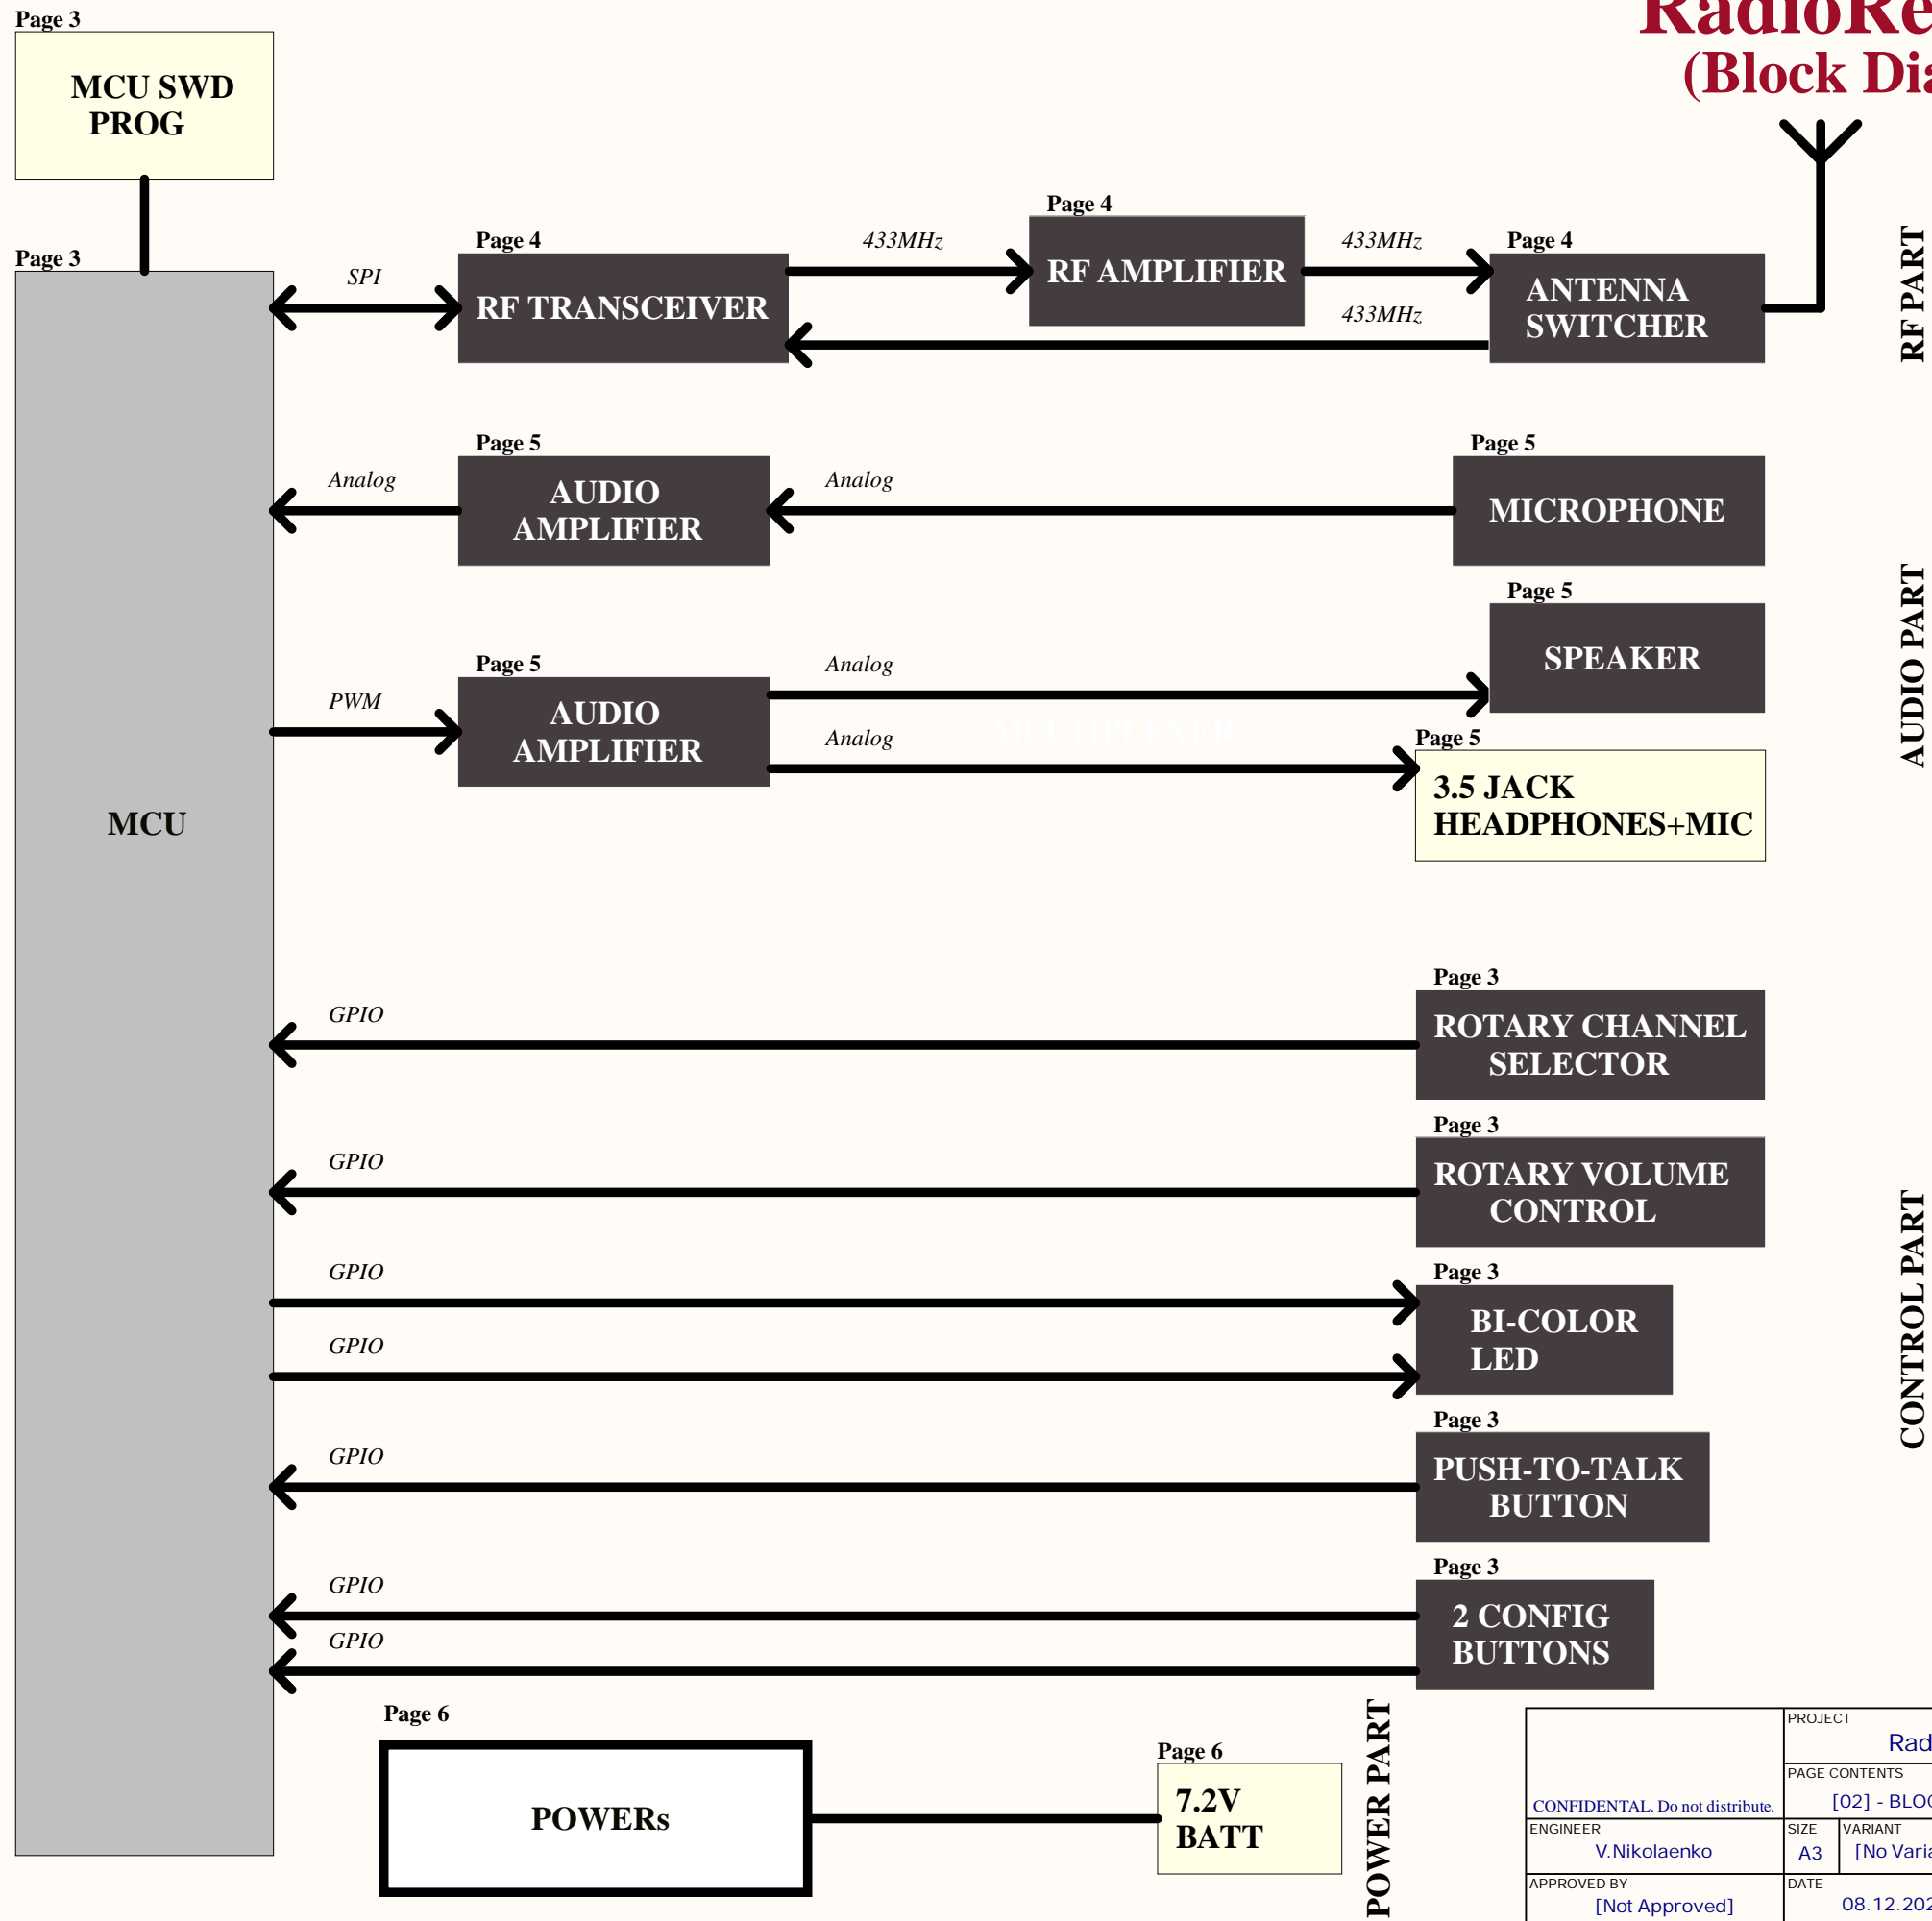 Page 3
RadioRe
(Block Dia
MCU SWD
PROG
Page 3
MCU
SPI
Page 4
RF TRANSCEIVER
433MHz
Page 4
RF AMPLIFIER
433MHz
433MHz
Page 4
ANTENNA
SWITCHER
RF PART
Analog
Page 5
AUDIO
AMPLIFIER
Analog
Page 5
MICROPHONE
Page 5
SPEAKER
AUDIO PART
PWM
Page 5
AUDIO
AMPLIFIER
Analog
Analog
MULTIPLEXER
Page 5
3.5 JACK
HEADPHONES+MIC
GPIO
Page 3
ROTARY CHANNEL
SELECTOR
GPIO
Page 3
ROTARY VOLUME
CONTROL
CONTROL PART
GPIO
GPIO
Page 3
BI-COLOR
LED
GPIO
Page 3
PUSH-TO-TALK
BUTTON
GPIO
GPIO
Page 3
2 CONFIG
BUTTONS
Page 6
POWERs
Page 6
7.2V
BATT
POWER PART
CONFIDENTAL. Do not distribute.
PROJECT
Rad
PAGE CONTENTS
[02] - BLO
ENGINEER
V.Nikolaenko
SIZE
A3
VARIANT
[No Varia
APPROVED BY
[Not Approved]
DATE
08.12.202